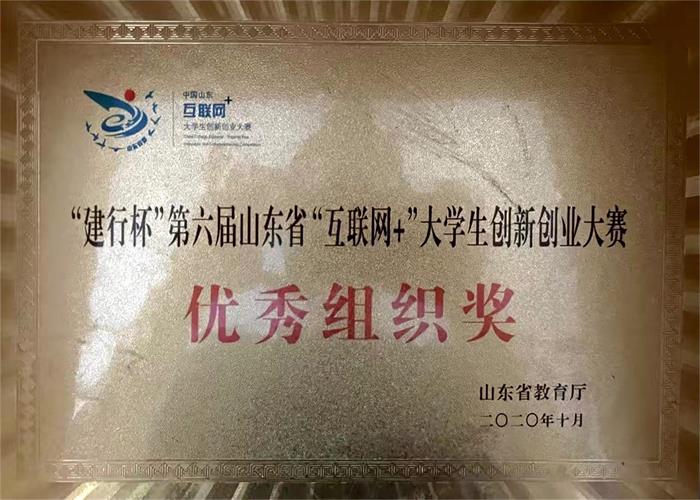 中国山东
互联网+
大学生创新创业大赛
“建行杯”第六届山东省“互联网+”大学生创新创业大赛
优秀组织奖
山东省教育厅
二〇二〇年十月